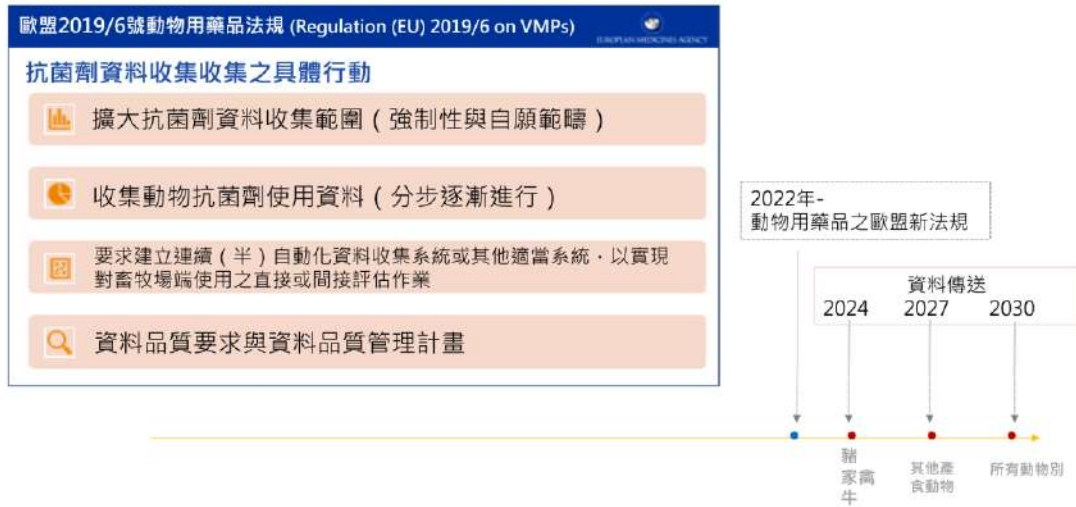 歐盟2019/6號動物用藥品法規 (Regulation (EU) 2019/6 on VMPs)
EUROPEAN MEDICINES AGENCY
抗菌劑資料收集收集之具體行動
擴大抗菌劑資料收集範圍（強制性與自願範疇）
收集動物抗菌劑使用資料（分步逐漸進行）
要求建立連續（半）自動化資料收集系統或其他適當系統，以實現
對畜牧場端使用之直接或間接評估作業
資料品質要求與資料品質管理計畫
2022年-
動物用藥品之歐盟新法規
資料傳送
2024 2027 2030
豬
家禽
牛
其他產
食動物
所有動物別